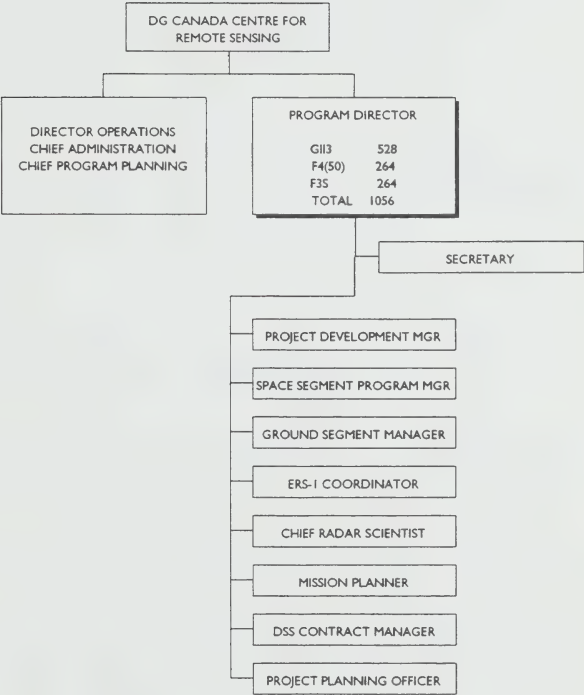 DG CANADA CENTRE FOR
REMOTE SENSING
DIRECTOR OPERATIONS
CHIEF ADMINISTRATION
CHIEF PROGRAM PLANNING
PROGRAM DIRECTOR
GII3 528
F4(50) 264
F3S 264
TOTAL 1056
SECRETARY
PROJECT DEVELOPMENT MGR
SPACE SEGMENT PROGRAM MGR
GROUND SEGMENT MANAGER
ERS-1 COORDINATOR
CHIEF RADAR SCIENTIST
MISSION PLANNER
DSS CONTRACT MANAGER
PROJECT PLANNING OFFICER